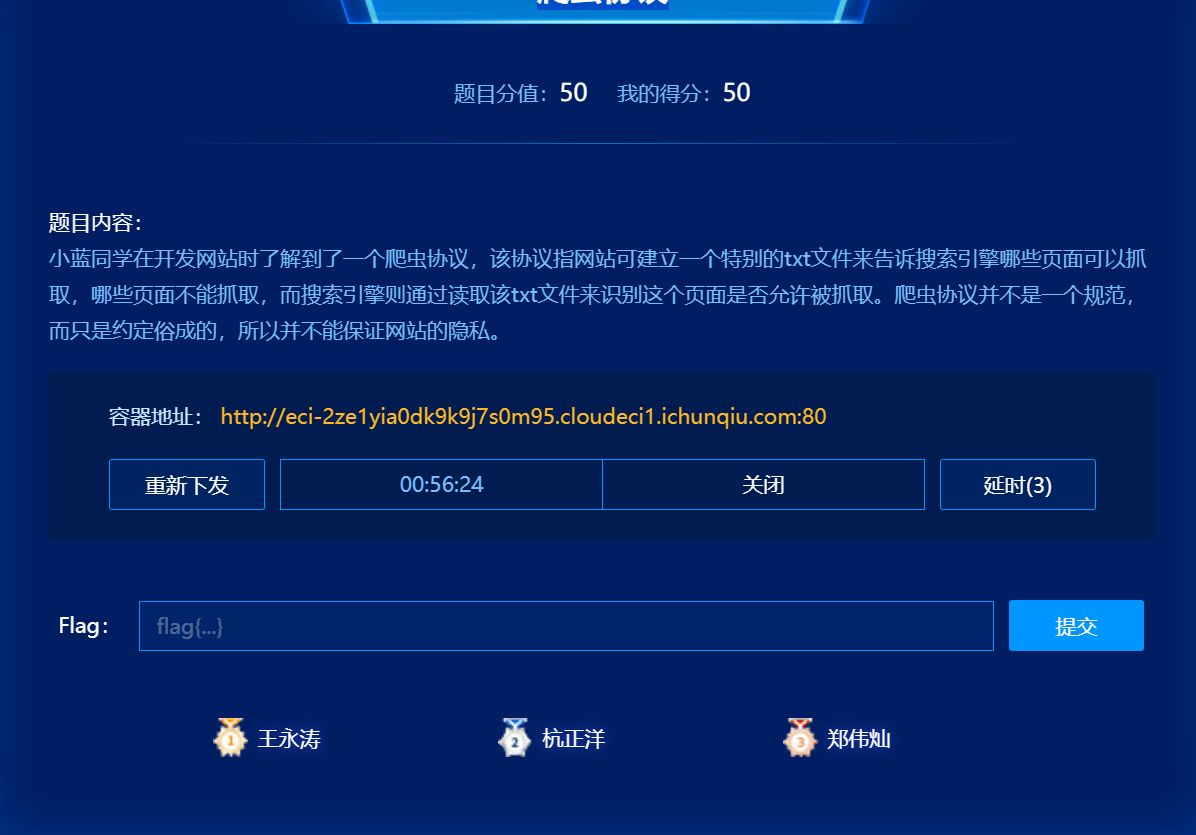 题目分值：50 我的得分：50
题目内容：
小蓝同学在开发网站时了解到了一个爬虫协议，该协议指网站可建立一个特别的txt文件来告诉搜索引擎哪些页面可以抓
取，哪些页面不能抓取，而搜索引擎则通过读取该txt文件来识别这个页面是否允许被抓取。爬虫协议并不是一个规范，
而只是约定俗成的，所以并不能保证网站的隐私。
容器地址： http://eci-2ze1yia0dk9k9j7s0m95.cloudeci1.ichunqiu.com:80
重新下发 00:56:24 关闭 延时(3)
Flag： flag{...} 提交
1 王永涛 2 杭正洋 3 郑伟灿